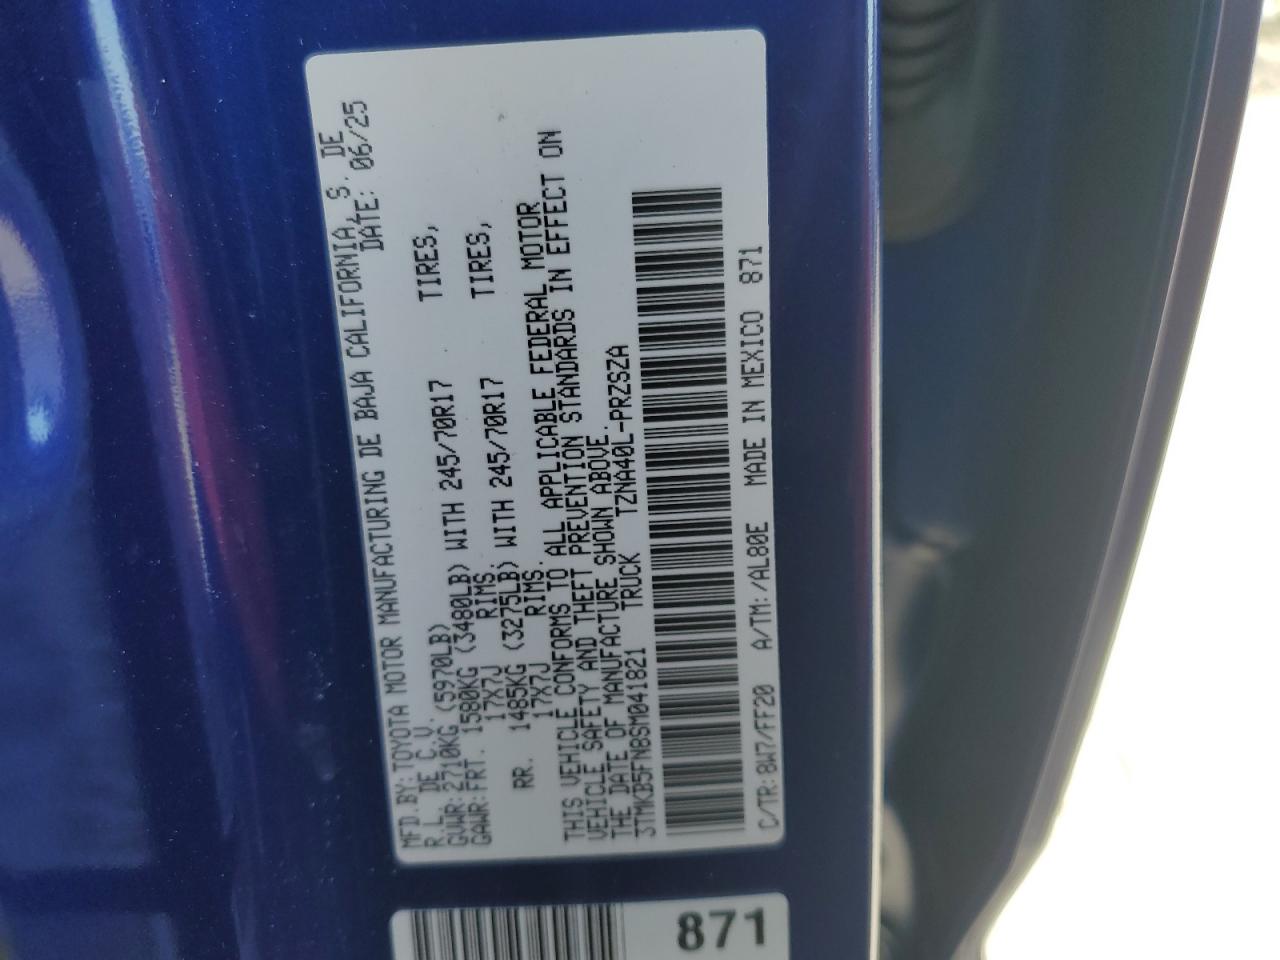 MFD.BY:TOYOTA MOTOR MANUFACTURING DE BAJA CALIFORNIA, S. DE
R.L. DE C.V. DATE: 06/25
GVWR:2710KG (5970LB)
GAWR:FRT. 1580KG (3480LB) WITH 245/70R17 TIRES,
17X7J RIMS.
RR. 1485KG (3275LB) WITH 245/70R17 TIRES,
17X7J RIMS.
THIS VEHICLE CONFORMS TO ALL APPLICABLE FEDERAL MOTOR
VEHICLE SAFETY AND THEFT PREVENTION STANDARDS IN EFFECT ON
THE DATE OF MANUFACTURE SHOWN ABOVE.
3TMKB5FN8SM041821 TRUCK TZNA40L-PRZSZA
C/TR:8W7/FF20 A/TM:/AL80E MADE IN MEXICO 871
871